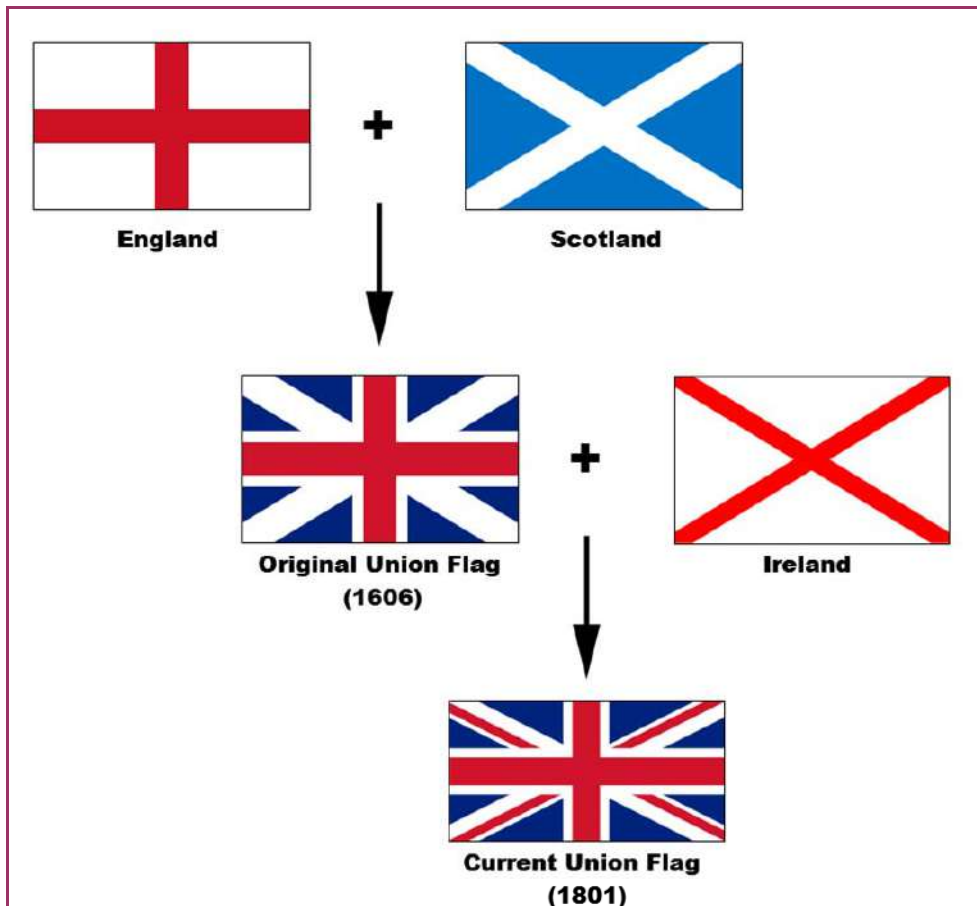 England
Scotland
Original Union Flag
(1606)
Ireland
Current Union Flag
(1801)